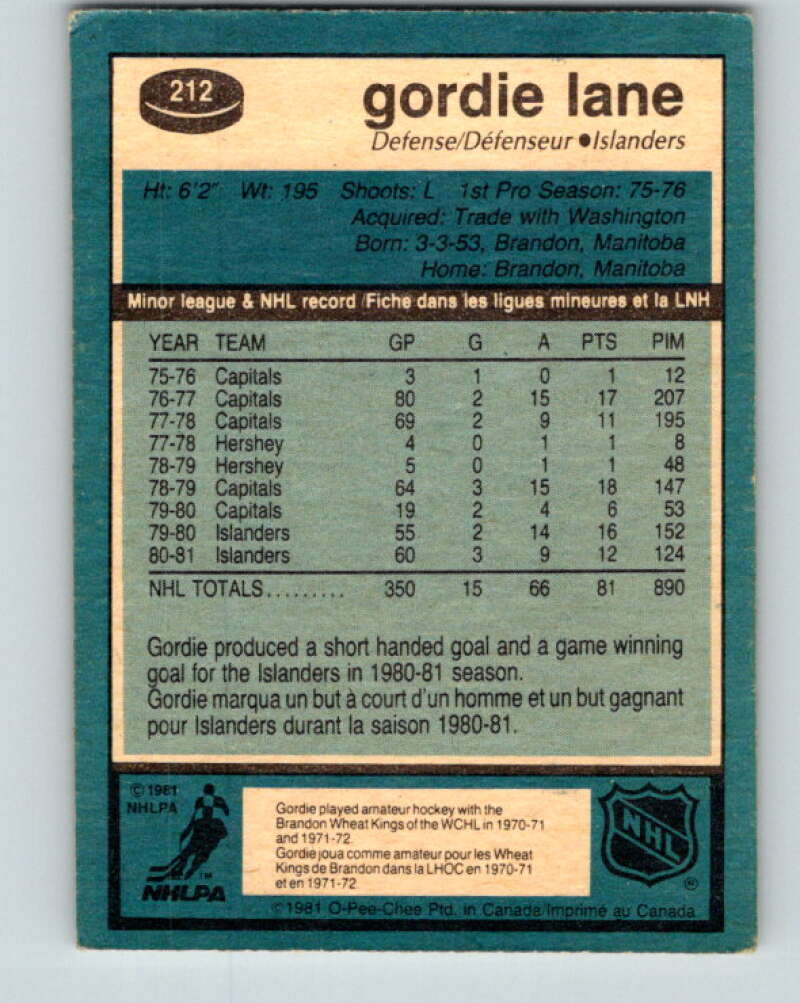 212
gordie lane
Defense/Défenseur ●Islanders
Ht: 6'2" Wt: 195 Shoots: L 1st Pro Season: 75-76
Acquired: Trade with Washington
Born: 3-3-53, Brandon, Manitoba
Home: Brandon, Manitoba
Minor league & NHL record/Fiche dans les ligues mineures et la LNH
YEAR TEAM GP G A PTS PIM
75-76 Capitals 3 1 0 1 12
76-77 Capitals 80 2 15 17 207
77-78 Capitals 69 2 9 11 195
77-78 Hershey 4 0 1 1 8
78-79 Hershey 5 0 1 1 48
78-79 Capitals 64 3 15 18 147
79-80 Capitals 19 2 4 6 53
79-80 Islanders 55 2 14 16 152
80-81 Islanders 60 3 9 12 124
NHL TOTALS......... 350 15 66 81 890
Gordie produced a short handed goal and a game winning
goal for the Islanders in 1980-81 season.
Gordie marqua un but à court d'un homme et un but gagnant
pour Islanders durant la saison 1980-81.
©1981
NHLPA
TM
NHLPA
Gordie played amateur hockey with the
Brandon Wheat Kings of the WCHL in 1970-71
and 1971-72.
Gordie joua comme amateur pour les Wheat
Kings de Brandon dans la LHOC en 1970-71
et en 1971-72.
NHL
®
©1981 O-Pee-Chee Ptd. in Canada/Imprimé au Canada